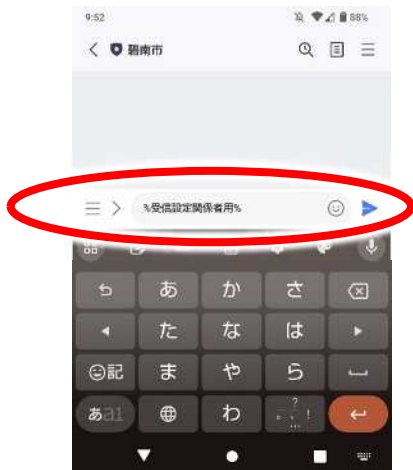 9:52 88%
碧南市
%受信設定関係者用%
あ か さ
た な は
記 ま や ら
あa1 わ 。、?!…